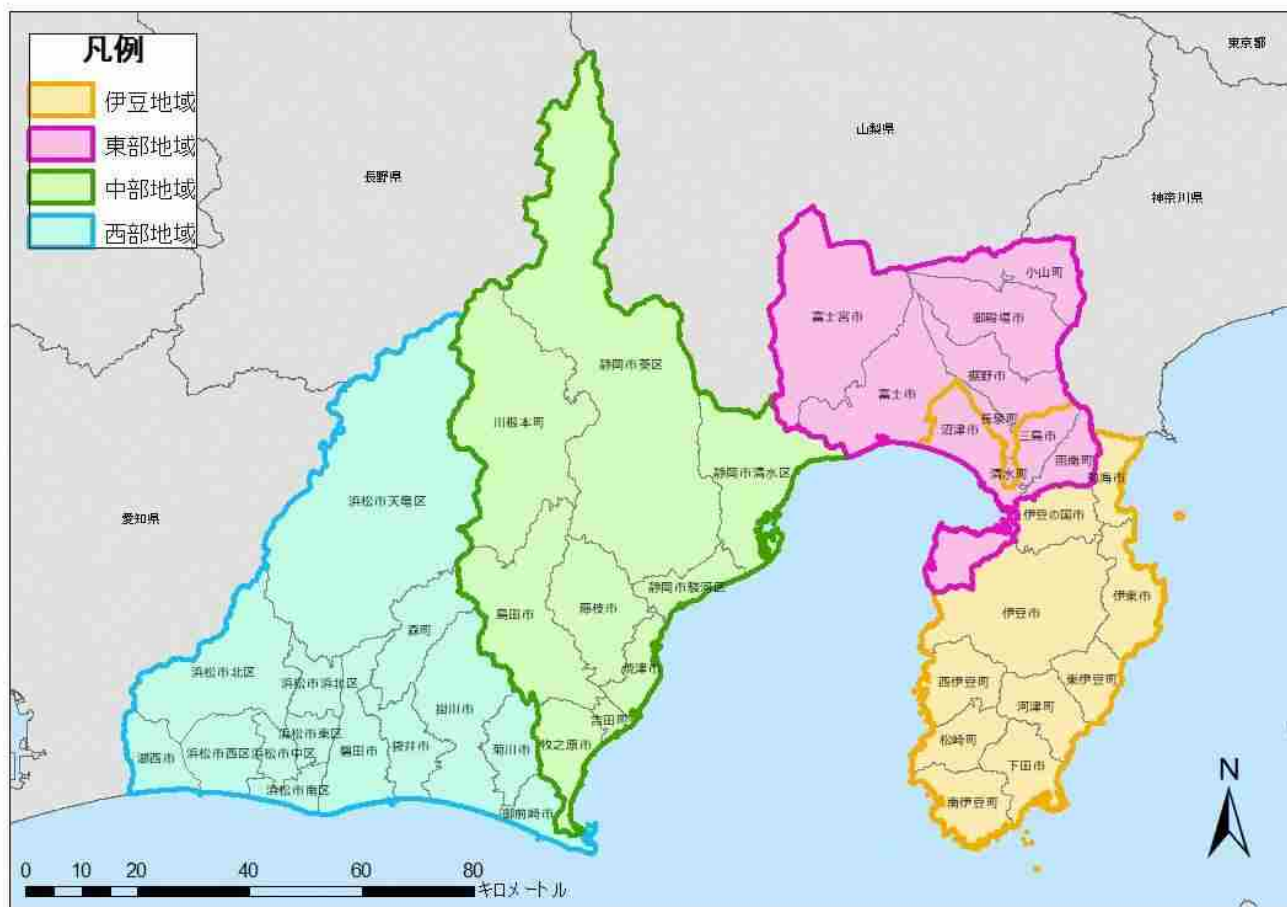 凡例
伊豆地域
東部地域
中部地域
西部地域
東京都
山梨県
長野県
神奈川県
愛知県
小山町
富士宮市
御殿場市
静岡市葵区
裾野市
富士市
川根本町
長泉町
沼津市
三島市
函南町
静岡市清水区
清水町
熱海市
浜松市天竜区
伊豆の国市
静岡市駿河区
島田市
藤枝市
伊豆市
伊東市
森町
焼津市
浜松市北区
浜松市浜北区
西伊豆町
東伊豆町
掛川市
河津町
吉田町
浜松市東区
松崎町
湖西市
浜松市西区
浜松市中区
磐田市
袋井市
菊川市
牧之原市
下田市
浜松市南区
御前崎市
南伊豆町
N
0 10 20 40 60 80
キロメートル